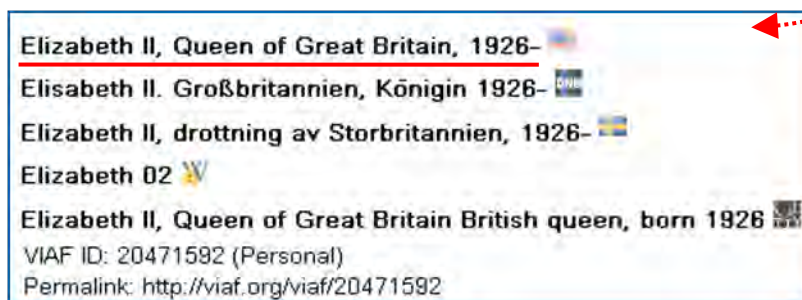 Elizabeth II, Queen of Great Britain, 1926-
Elisabeth II. Großbritannien, Königin 1926-
Elizabeth II, drottning av Storbritannien, 1926-
Elizabeth 02
Elizabeth II, Queen of Great Britain British queen, born 1926
VIAF ID: 20471592 (Personal)
Permalink: http://viaf.org/viaf/20471592